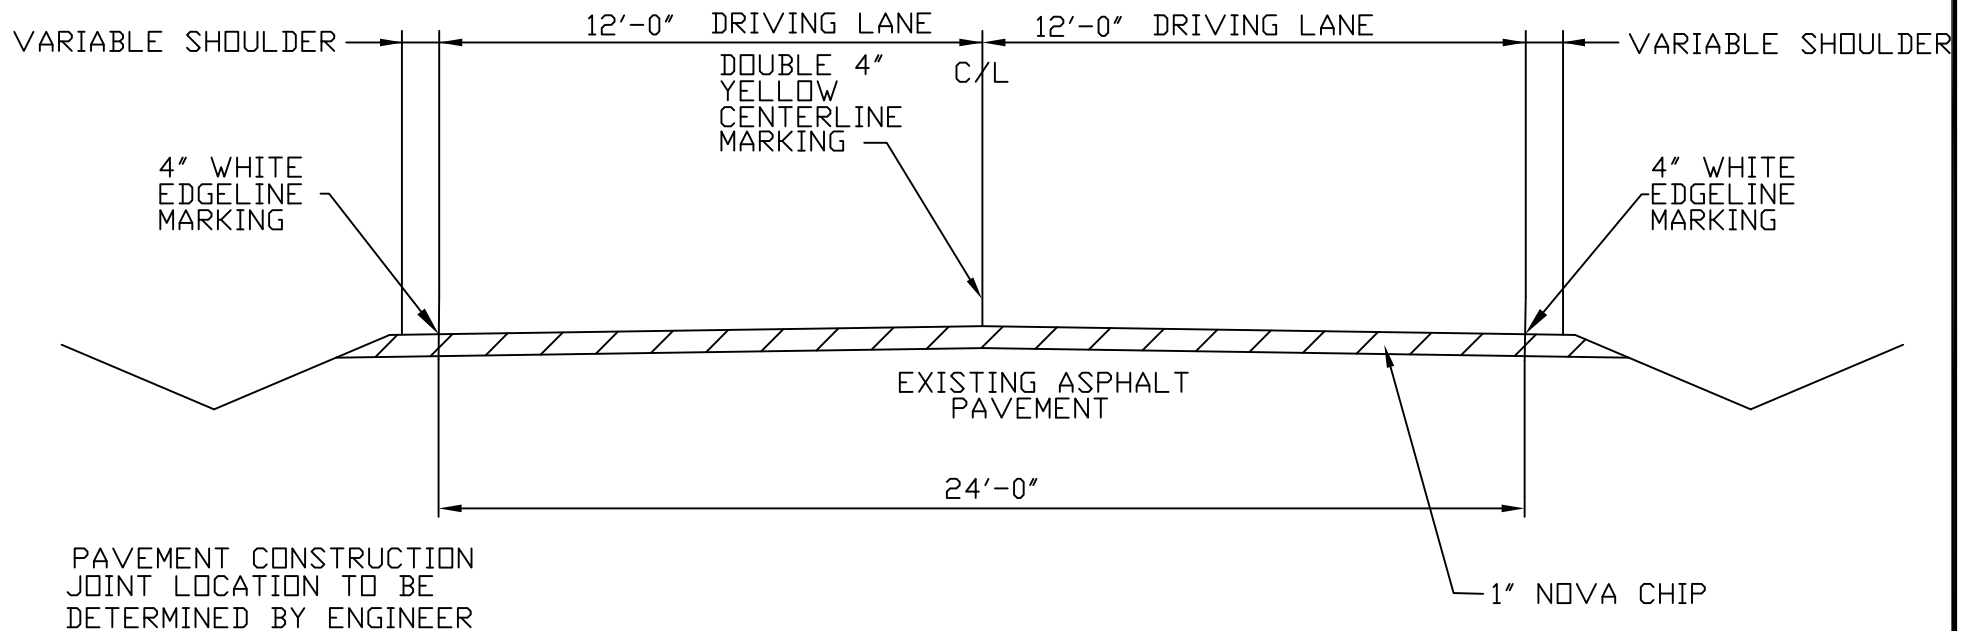 12'-0" DRIVING LANE
12'-0" DRIVING LANE
VARIABLE SHOULDER
VARIABLE SHOULDER
DOUBLE 4"
YELLOW
CENTERLINE
MARKING
C/L
4" WHITE
EDGELINE
MARKING
4" WHITE
EDGELINE
MARKING
EXISTING ASPHALT
PAVEMENT
24'-0"
PAVEMENT CONSTRUCTION
JOINT LOCATION TO BE
DETERMINED BY ENGINEER
1" NOVA CHIP